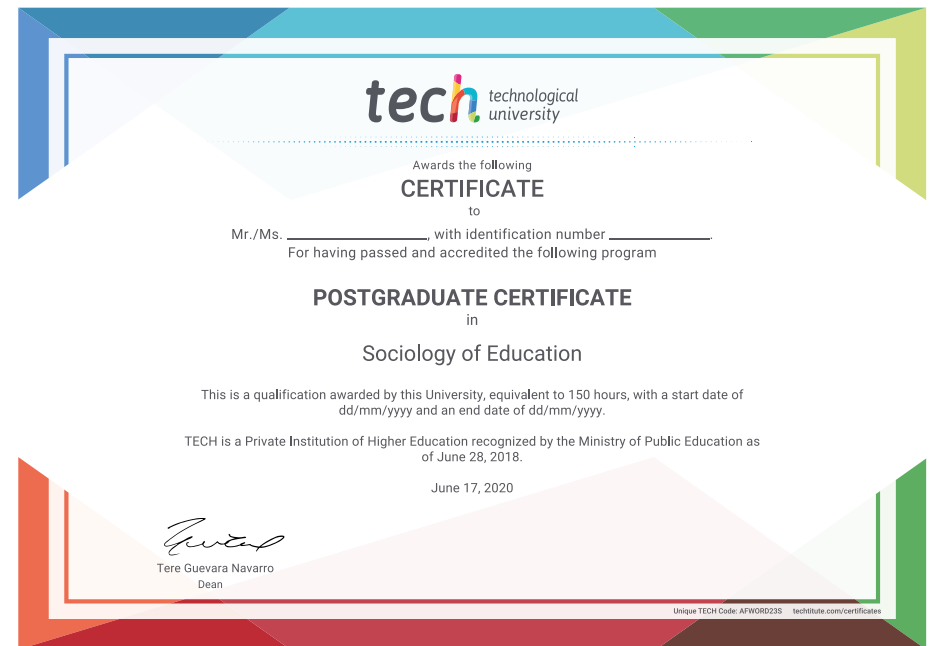 tech technological
university
Awards the following
CERTIFICATE
to
Mr./Ms. ____________________, with identification number ______________.
For having passed and accredited the following program
POSTGRADUATE CERTIFICATE
in
Sociology of Education
This is a qualification awarded by this University, equivalent to 150 hours, with a start date of
dd/mm/yyyy and an end date of dd/mm/yyyy.
TECH is a Private Institution of Higher Education recognized by the Ministry of Public Education as
of June 28, 2018.
June 17, 2020
Tere Guevara Navarro
Dean
Unique TECH Code: AFWORD23S techtitute.com/certificates